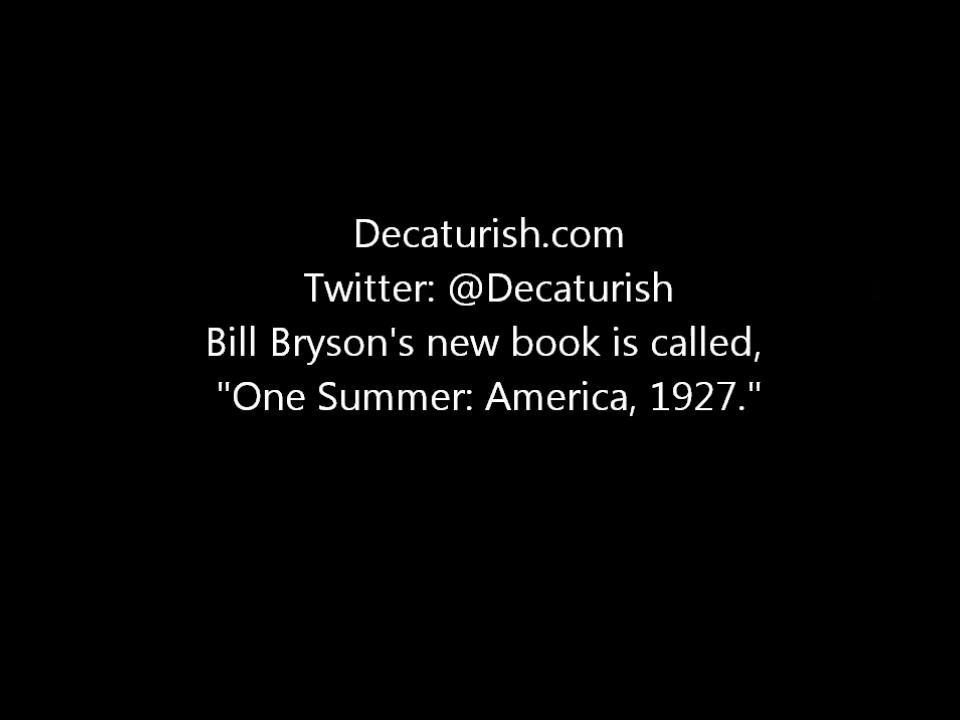 Decaturish.com
Twitter: @Decaturish
Bill Bryson's new book is called,
"One Summer: America, 1927."